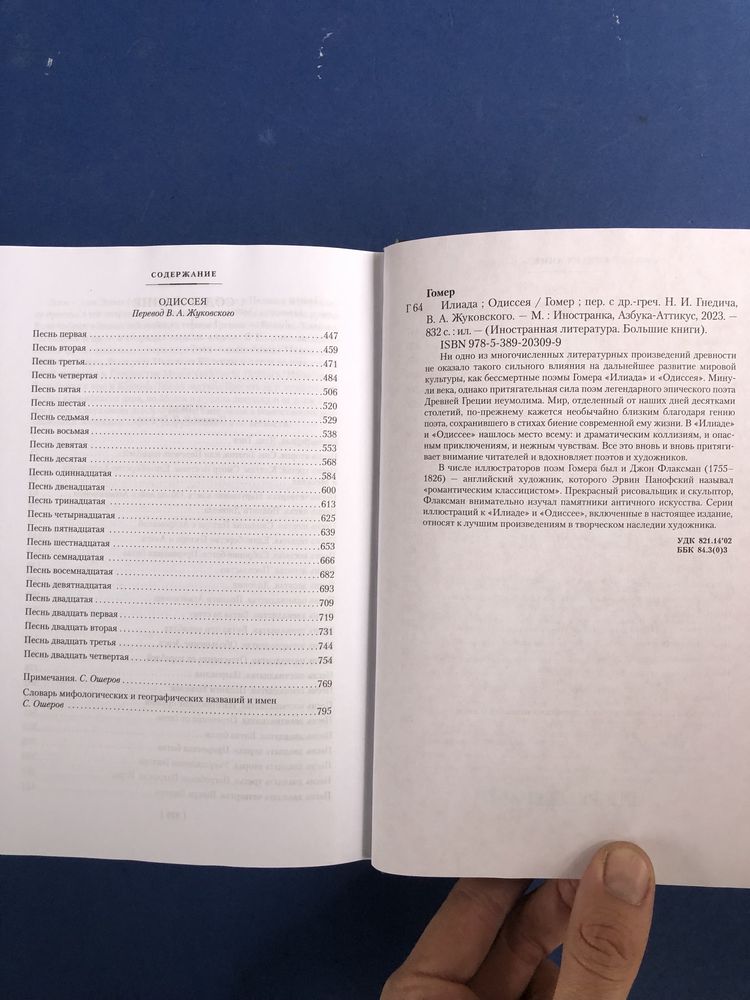 СОДЕРЖАНИЕ
ОДИССЕЯ
Перевод В. А. Жуковского
Песнь первая ........ 447
Песнь вторая ........ 459
Песнь третья ........ 471
Песнь четвертая ........ 484
Песнь пятая ........ 506
Песнь шестая ........ 520
Песнь седьмая ........ 529
Песнь восьмая ........ 538
Песнь девятая ........ 553
Песнь десятая ........ 568
Песнь одиннадцатая ........ 584
Песнь двенадцатая ........ 600
Песнь тринадцатая ........ 613
Песнь четырнадцатая ........ 625
Песнь пятнадцатая ........ 639
Песнь шестнадцатая ........ 653
Песнь семнадцатая ........ 666
Песнь восемнадцатая ........ 682
Песнь девятнадцатая ........ 693
Песнь двадцатая ........ 709
Песнь двадцать первая ........ 719
Песнь двадцать вторая ........ 731
Песнь двадцать третья ........ 744
Песнь двадцать четвертая ........ 754
Примечания. С. Ошеров ........ 769
Словарь мифологических и географических названий и имен
С. Ошеров ........ 795
Гомер
Г 64 Илиада ; Одиссея / Гомер ; пер. с др.-греч. Н. И. Гнедича,
В. А. Жуковского. — М. : Иностранка, Азбука-Аттикус, 2023. —
832 с. : ил. — (Иностранная литература. Большие книги).
ISBN 978-5-389-20309-9
Ни одно из многочисленных литературных произведений древности
не оказало такого сильного влияния на дальнейшее развитие мировой
культуры, как бессмертные поэмы Гомера «Илиада» и «Одиссея». Мину-
ли века, однако притягательная сила поэм легендарного эпического поэта
Древней Греции неумолима. Мир, отделенный от наших дней десятками
столетий, по-прежнему кажется необычайно близким благодаря гению
поэта, сохранившего в стихах биение современной ему жизни. В «Илиаде»
и «Одиссее» нашлось место всему: и драматическим коллизиям, и опас-
ным приключениям, и нежным чувствам. Все это вновь и вновь притяги-
вает внимание читателей и вдохновляет поэтов и художников.
В числе иллюстраторов поэм Гомера был и Джон Флаксман (1755–
1826) — английский художник, которого Эрвин Панофский называл
«романтическим классицистом». Прекрасный рисовальщик и скульптор,
Флаксман внимательно изучал памятники античного искусства. Серии
иллюстраций к «Илиаде» и «Одиссее», включенные в настоящее издание,
относят к лучшим произведениям в творческом наследии художника.
УДК 821.14'02
ББК 84.3(0)3